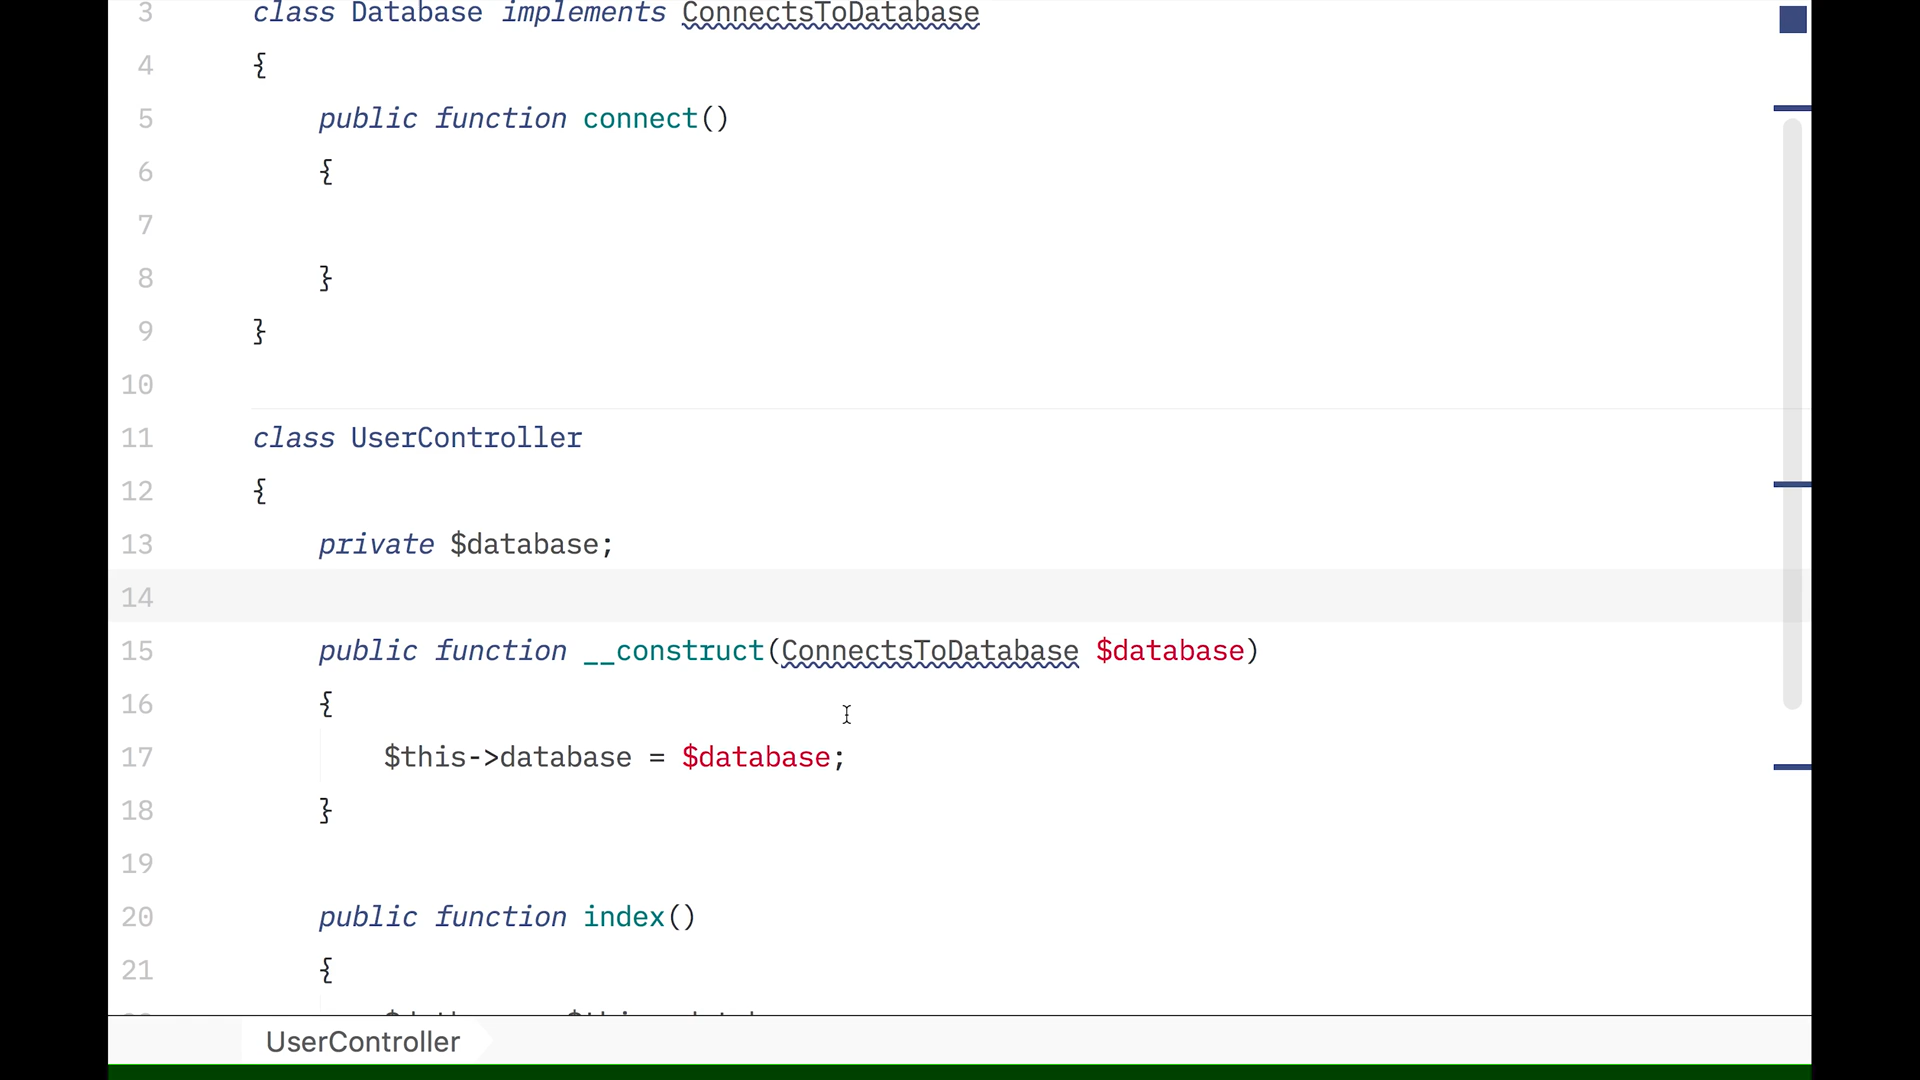 3 class Database implements ConnectsToDatabase
4 {
5 public function connect()
6 {
7
8 }
9 }
10
11 class UserController
12 {
13 private $database;
14
15 public function __construct(ConnectsToDatabase $database)
16 {
17 $this->database = $database;
18 }
19
20 public function index()
21 {
UserController